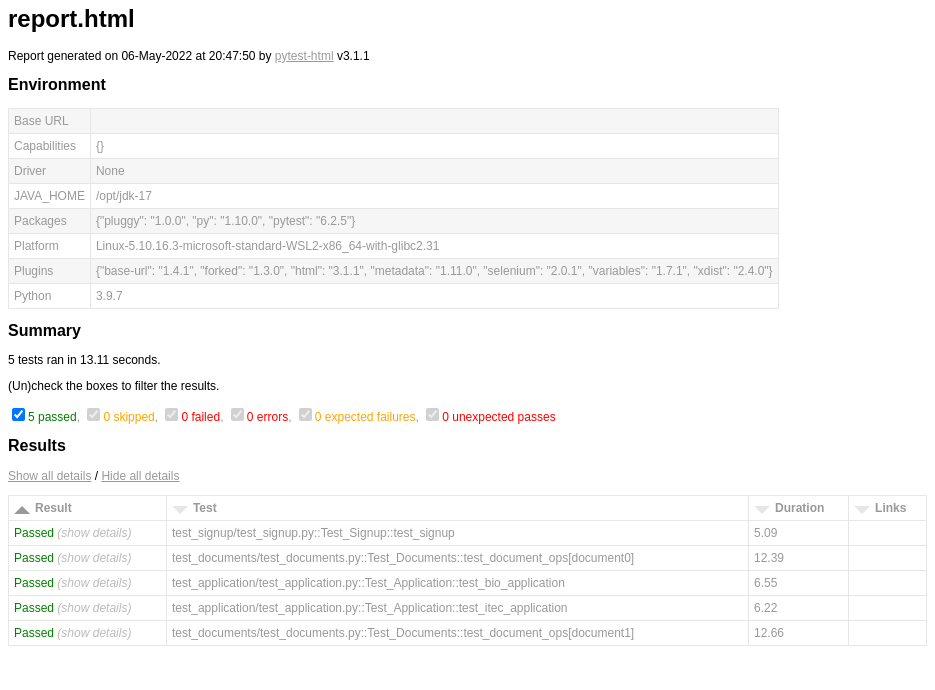 report.html
Report generated on 06-May-2022 at 20:47:50 by pytest-html v3.1.1
Environment
Base URL
Capabilities {}
Driver None
JAVA_HOME /opt/jdk-17
Packages {"pluggy": "1.0.0", "py": "1.10.0", "pytest": "6.2.5"}
Platform Linux-5.10.16.3-microsoft-standard-WSL2-x86_64-with-glibc2.31
Plugins {"base-url": "1.4.1", "forked": "1.3.0", "html": "3.1.1", "metadata": "1.11.0", "selenium": "2.0.1", "variables": "1.7.1", "xdist": "2.4.0"}
Python 3.9.7
Summary
5 tests ran in 13.11 seconds.
(Un)check the boxes to filter the results.
5 passed, 0 skipped, 0 failed, 0 errors, 0 expected failures, 0 unexpected passes
Results
Show all details / Hide all details
Result Test Duration Links
Passed (show details) test_signup/test_signup.py::Test_Signup::test_signup 5.09
Passed (show details) test_documents/test_documents.py::Test_Documents::test_document_ops[document0] 12.39
Passed (show details) test_application/test_application.py::Test_Application::test_bio_application 6.55
Passed (show details) test_application/test_application.py::Test_Application::test_itec_application 6.22
Passed (show details) test_documents/test_documents.py::Test_Documents::test_document_ops[document1] 12.66